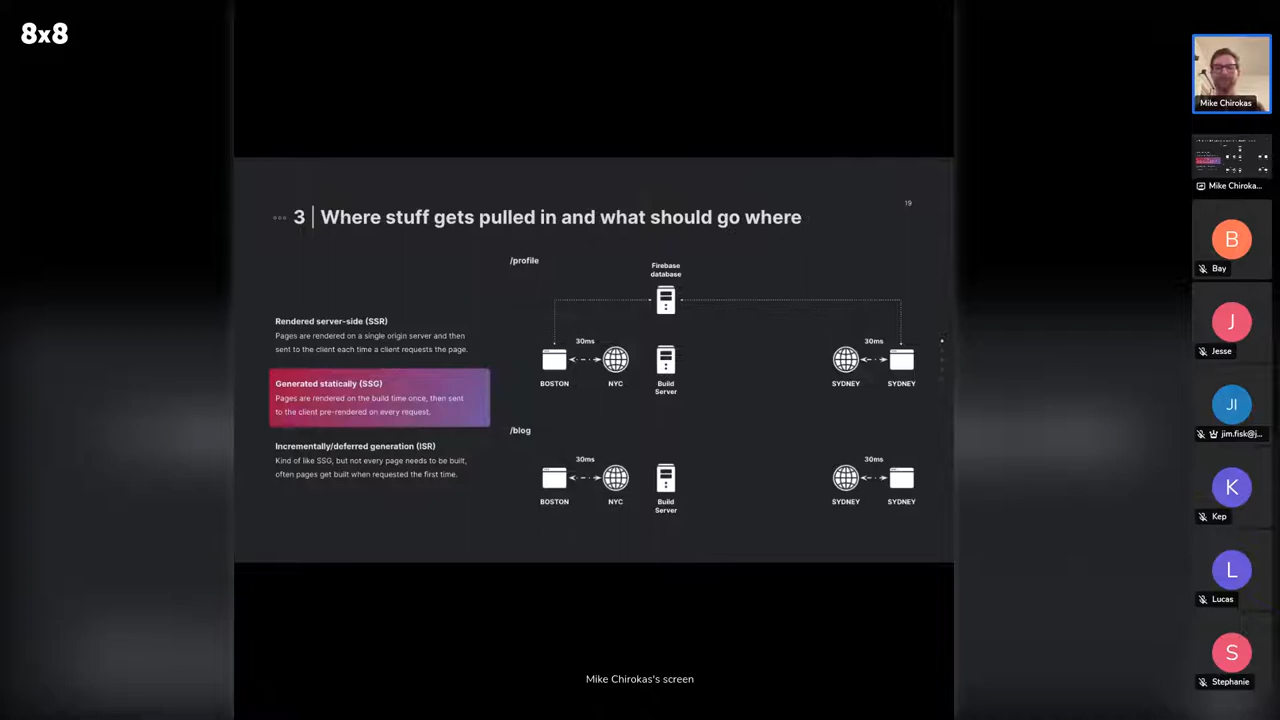 8x8
3 | Where stuff gets pulled in and what should go where
19
Rendered server-side (SSR)
Pages are rendered on a single origin server and then
sent to the client each time a client requests the page.
Generated statically (SSG)
Pages are rendered on the build time once, then sent
to the client pre-rendered on every request.
Incrementally/deferred generation (ISR)
Kind of like SSG, but not every page needs to be built,
often pages get built when requested the first time.
/profile
Firebase
database
30ms
30ms
BOSTON
NYC
Build
Server
SYDNEY
SYDNEY
/blog
30ms
30ms
BOSTON
NYC
Build
Server
SYDNEY
SYDNEY
Mike Chirokas's screen
Mike Chirokas
Mike Chiroka...
B
Bay
J
Jesse
JI
jim.fisk@j...
K
Kep
L
Lucas
S
Stephanie